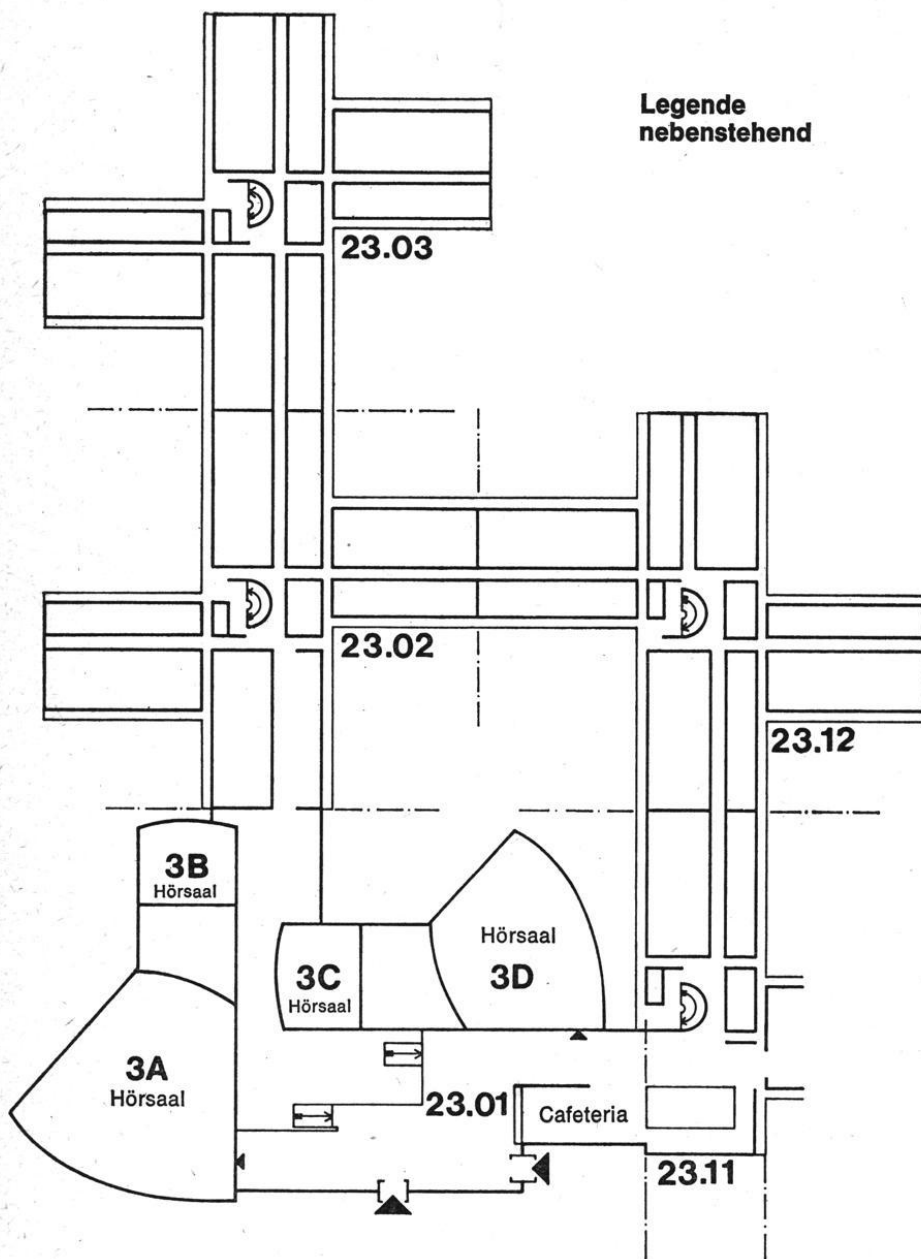 Legende
nebenstehend
23.03
23.02
23.12
3B
Hörsaal
3C
Hörsaal
Hörsaal
3D
3A
Hörsaal
23.01
Cafeteria
23.11